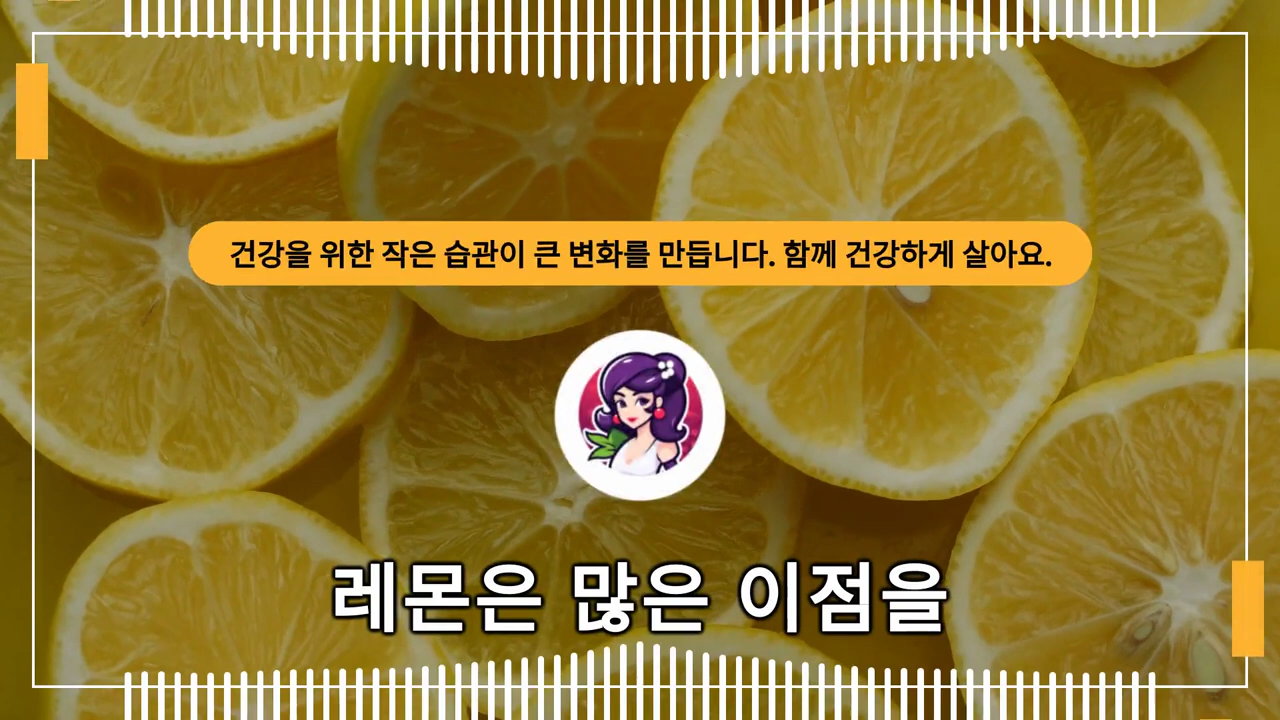 건강을 위한 작은 습관이 큰 변화를 만듭니다. 함께 건강하게 살아요.
레몬은 많은 이점을